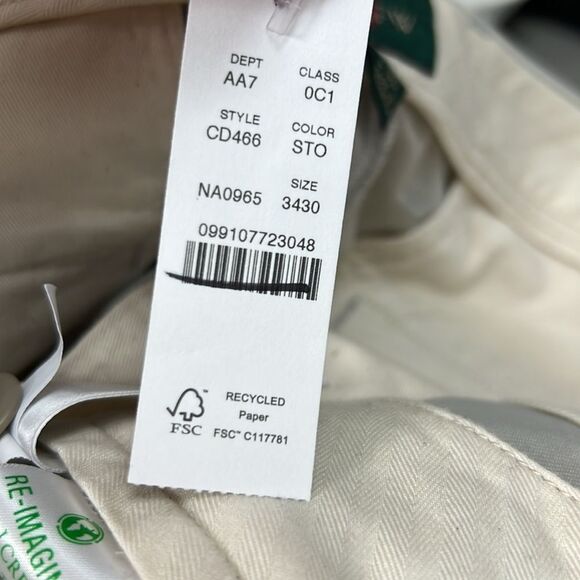 DEPT CLASS
AA7 0C1
STYLE COLOR
CD466 STO
SIZE
NA0965 3430
099107723048
FSC
RECYCLED
Paper
FSC™ C117781
RE-IMAGIN